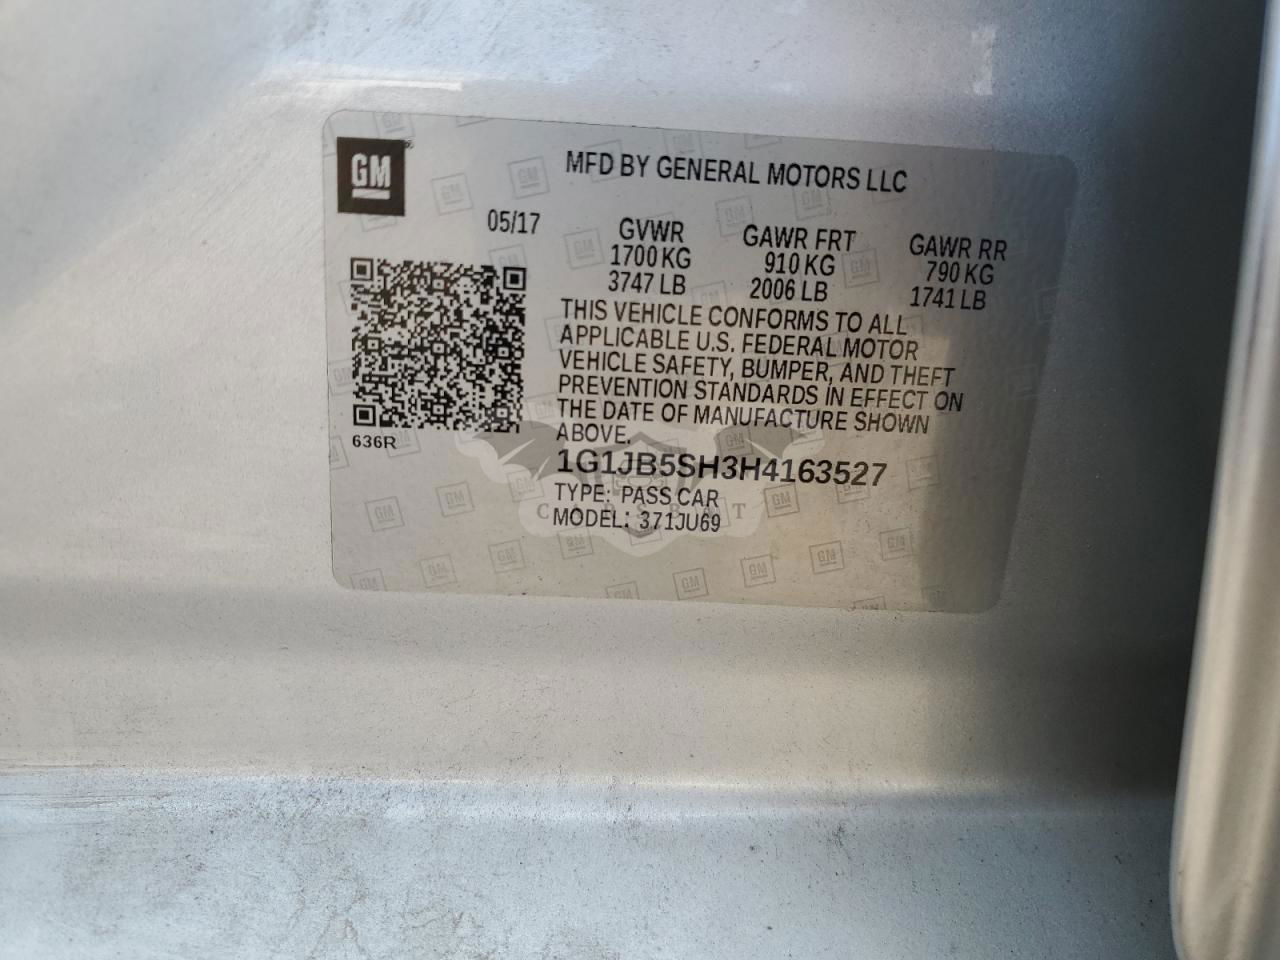 GM
MFD BY GENERAL MOTORS LLC
05/17
GVWR GAWR FRT GAWR RR
1700 KG 910 KG 790 KG
3747 LB 2006 LB 1741 LB
THIS VEHICLE CONFORMS TO ALL
APPLICABLE U.S. FEDERAL MOTOR
VEHICLE SAFETY, BUMPER, AND THEFT
PREVENTION STANDARDS IN EFFECT ON
THE DATE OF MANUFACTURE SHOWN
ABOVE.
636R
1G1JB5SH3H4163527
TYPE: PASS CAR
MODEL: 371JU69